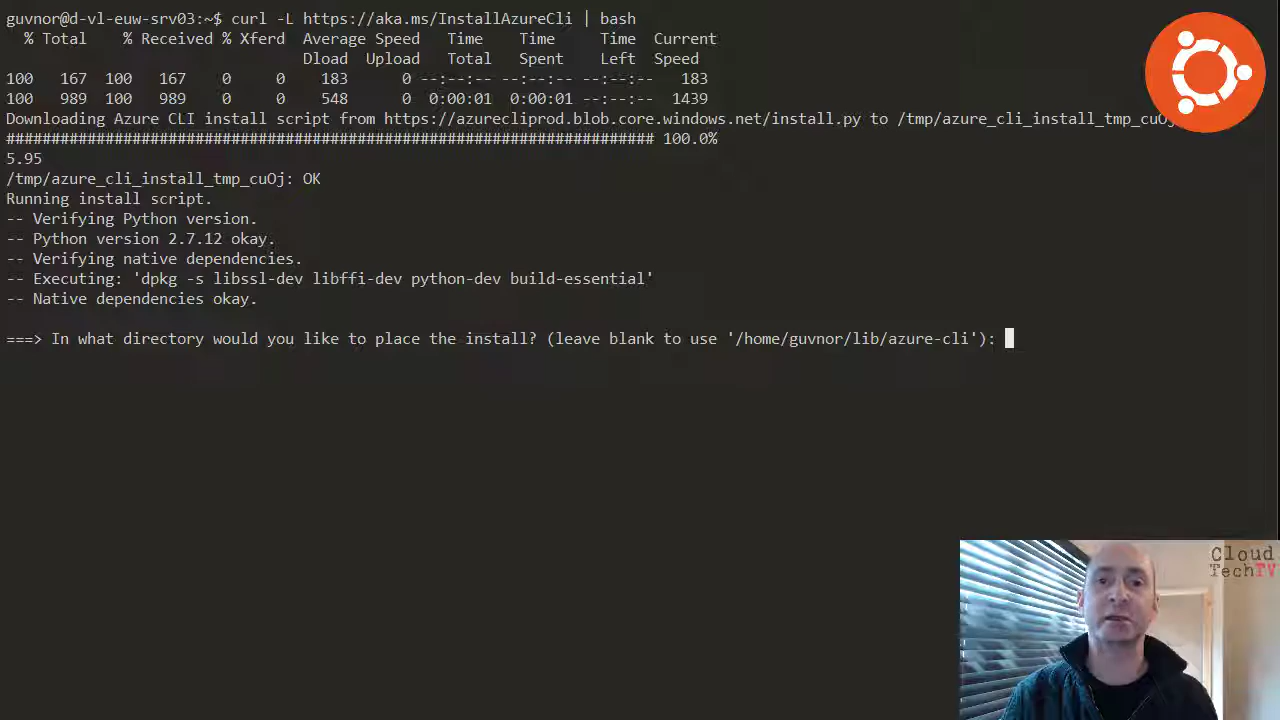 guvnor@d-vl-euw-srv03:~$ curl -L https://aka.ms/InstallAzureCli | bash
% Total % Received % Xferd Average Speed Time Time Time Current
Dload Upload Total Spent Left Speed
100 167 100 167 0 0 183 0 --:--:-- --:--:-- --:--:-- 183
100 989 100 989 0 0 548 0 0:00:01 0:00:01 --:--:-- 1439
Downloading Azure CLI install script from https://azurecliprod.blob.core.windows.net/install.py to /tmp/azure_cli_install_tmp_cuOj
######################################################################## 100.0%
5.95
/tmp/azure_cli_install_tmp_cuOj: OK
Running install script.
-- Verifying Python version.
-- Python version 2.7.12 okay.
-- Verifying native dependencies.
-- Executing: 'dpkg -s libssl-dev libffi-dev python-dev build-essential'
-- Native dependencies okay.
===> In what directory would you like to place the install? (leave blank to use '/home/guvnor/lib/azure-cli'):
Cloud
TechTV